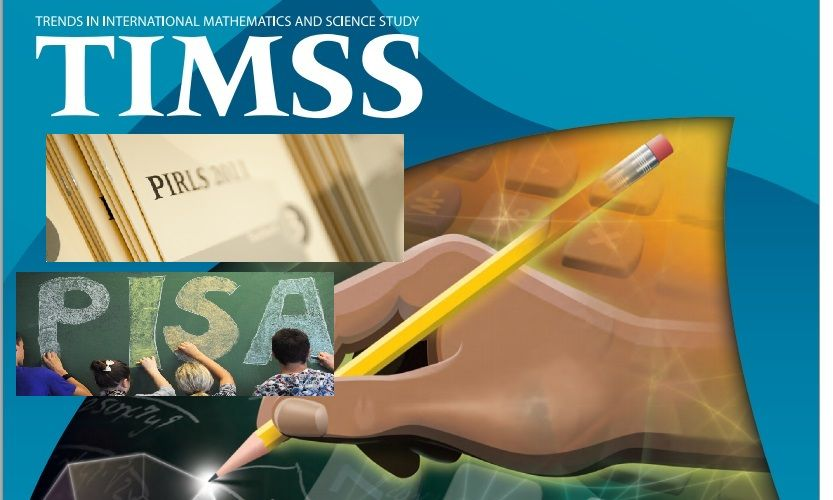 TRENDS IN INTERNATIONAL MATHEMATICS AND SCIENCE STUDY
TIMSS
PIRLS 2011
PISA